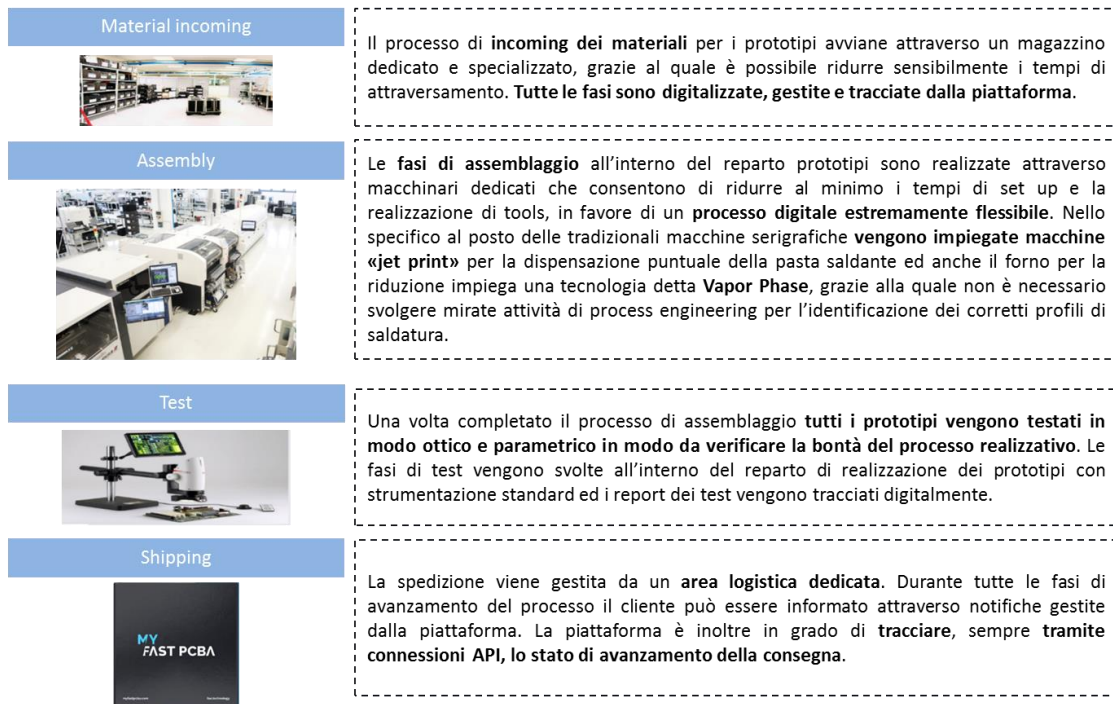 Material incoming
Il processo di incoming dei materiali per i prototipi avviane attraverso un magazzino
dedicato e specializzato, grazie al quale è possibile ridurre sensibilmente i tempi di
attraversamento. Tutte le fasi sono digitalizzate, gestite e tracciate dalla piattaforma.
Assembly
Le fasi di assemblaggio all’interno del reparto prototipi sono realizzate attraverso
macchinari dedicati che consentono di ridurre al minimo i tempi di set up e la
realizzazione di tools, in favore di un processo digitale estremamente flessibile. Nello
specifico al posto delle tradizionali macchine serigrafiche vengono impiegate macchine
«jet print» per la dispensazione puntuale della pasta saldante ed anche il forno per la
riduzione impiega una tecnologia detta Vapor Phase, grazie alla quale non è necessario
svolgere mirate attività di process engineering per l’identificazione dei corretti profili di
saldatura.
Test
Una volta completato il processo di assemblaggio tutti i prototipi vengono testati in
modo ottico e parametrico in modo da verificare la bontà del processo realizzativo. Le
fasi di test vengono svolte all’interno del reparto di realizzazione dei prototipi con
strumentazione standard ed i report dei test vengono tracciati digitalmente.
Shipping
MY
FAST PCBA
La spedizione viene gestita da un area logistica dedicata. Durante tutte le fasi di
avanzamento del processo il cliente può essere informato attraverso notifiche gestite
dalla piattaforma. La piattaforma è inoltre in grado di tracciare, sempre tramite
connessioni API, lo stato di avanzamento della consegna.